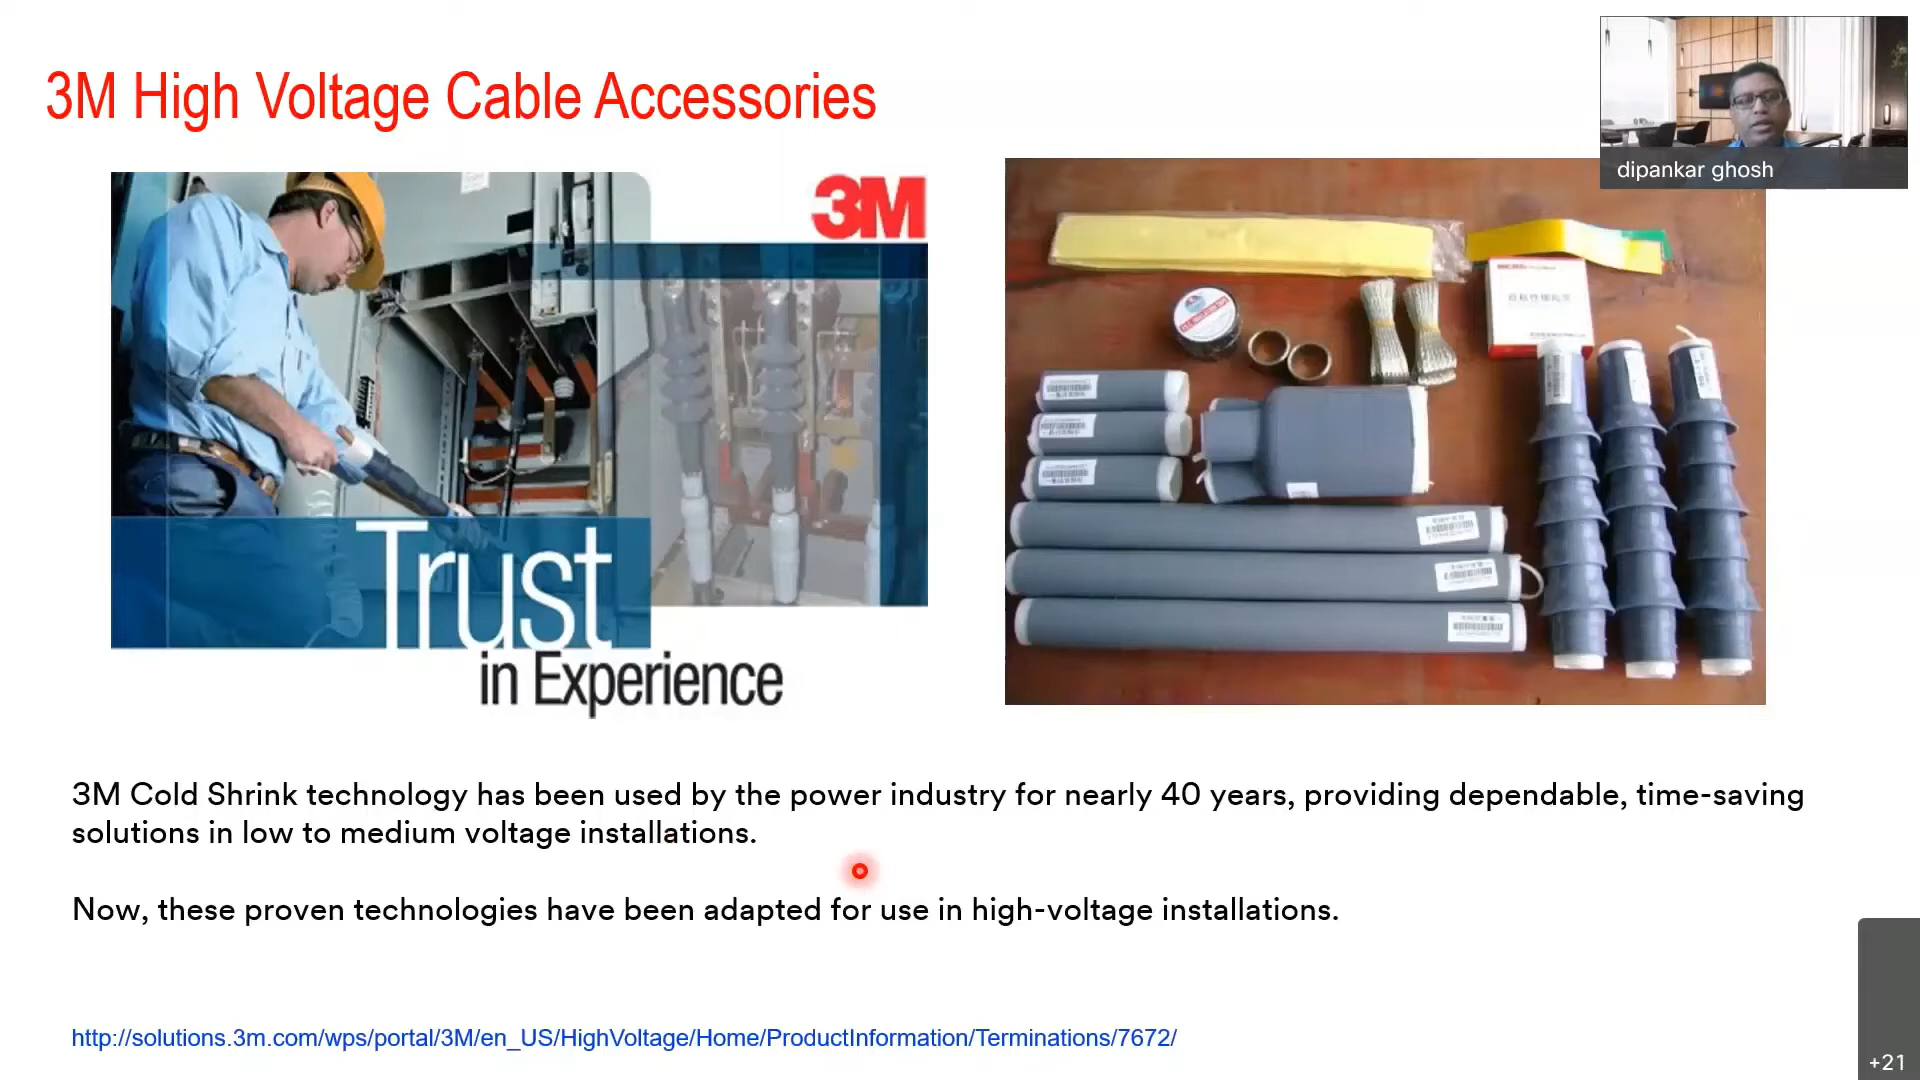 3M High Voltage Cable Accessories
dipankar ghosh
3M
Trust
in Experience
3M Cold Shrink technology has been used by the power industry for nearly 40 years, providing dependable, time-saving
solutions in low to medium voltage installations.
Now, these proven technologies have been adapted for use in high-voltage installations.
http://solutions.3m.com/wps/portal/3M/en_US/HighVoltage/Home/ProductInformation/Terminations/7672/
+21